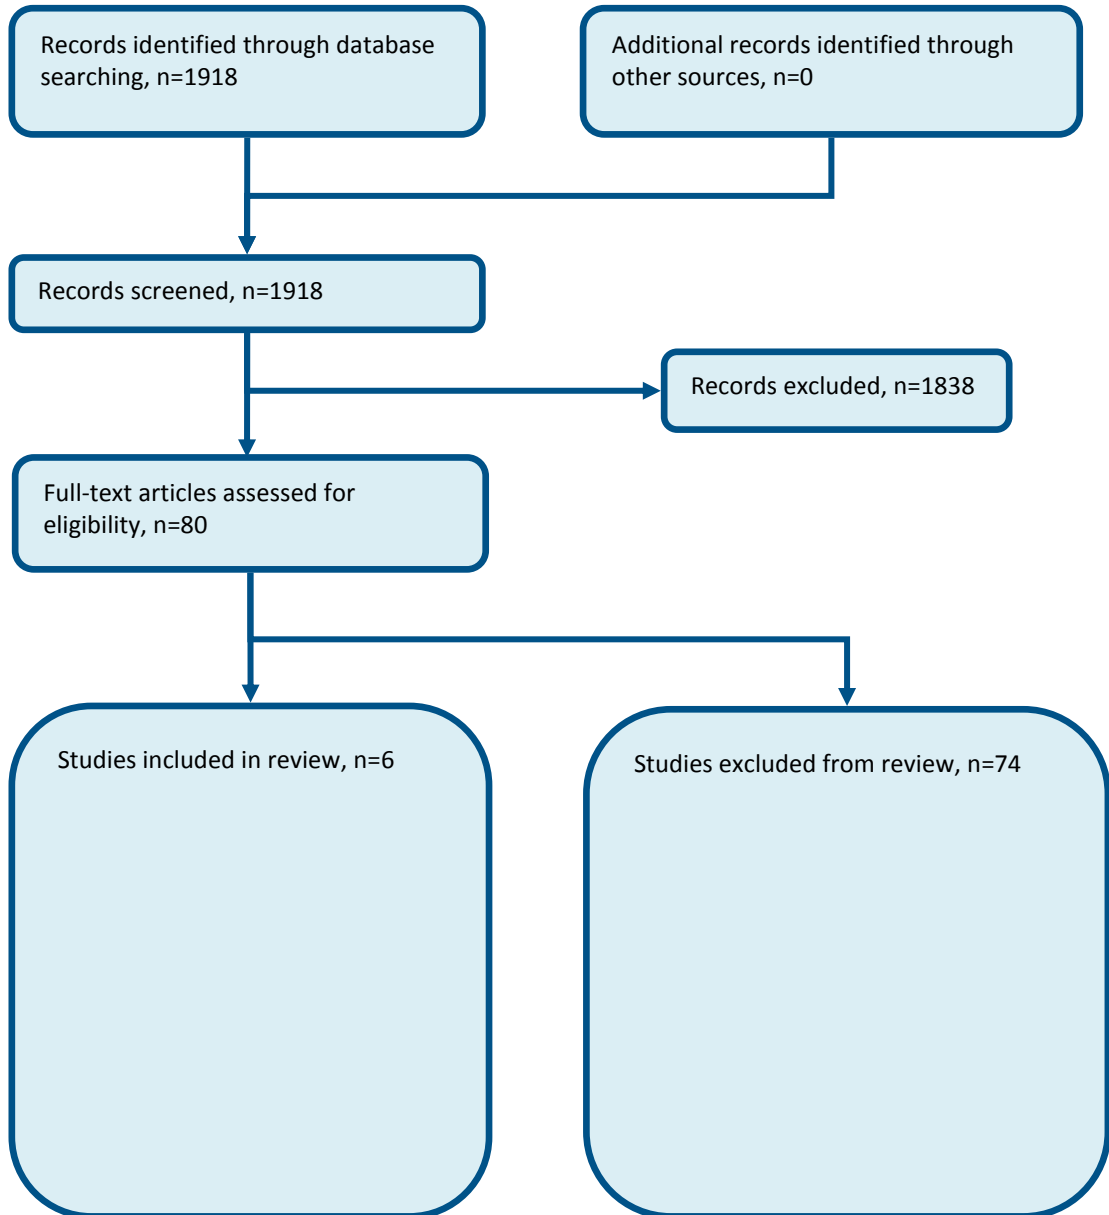 Records identified through database
searching, n=1918
Additional records identified through
other sources, n=0
Records screened, n=1918
Records excluded, n=1838
Full-text articles assessed for
eligibility, n=80
Studies included in review, n=6
Studies excluded from review, n=74